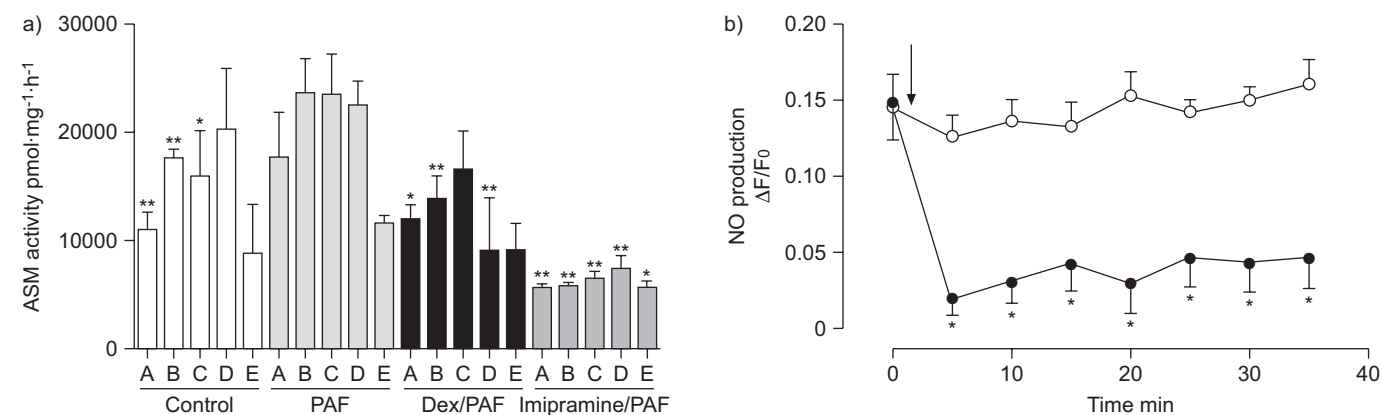 a)
30000
20000
10000
0
ASM activity pmol·mg-1·h-1
** ** *
* ** **
** ** ** ** *
A B C D E A B C D E A B C D E A B C D E
Control PAF Dex/PAF Imipramine/PAF
b)
0.20
0.15
0.10
0.05
0
NO production
ΔF/F0
* * * * * * *
0 10 20 30 40
Time min